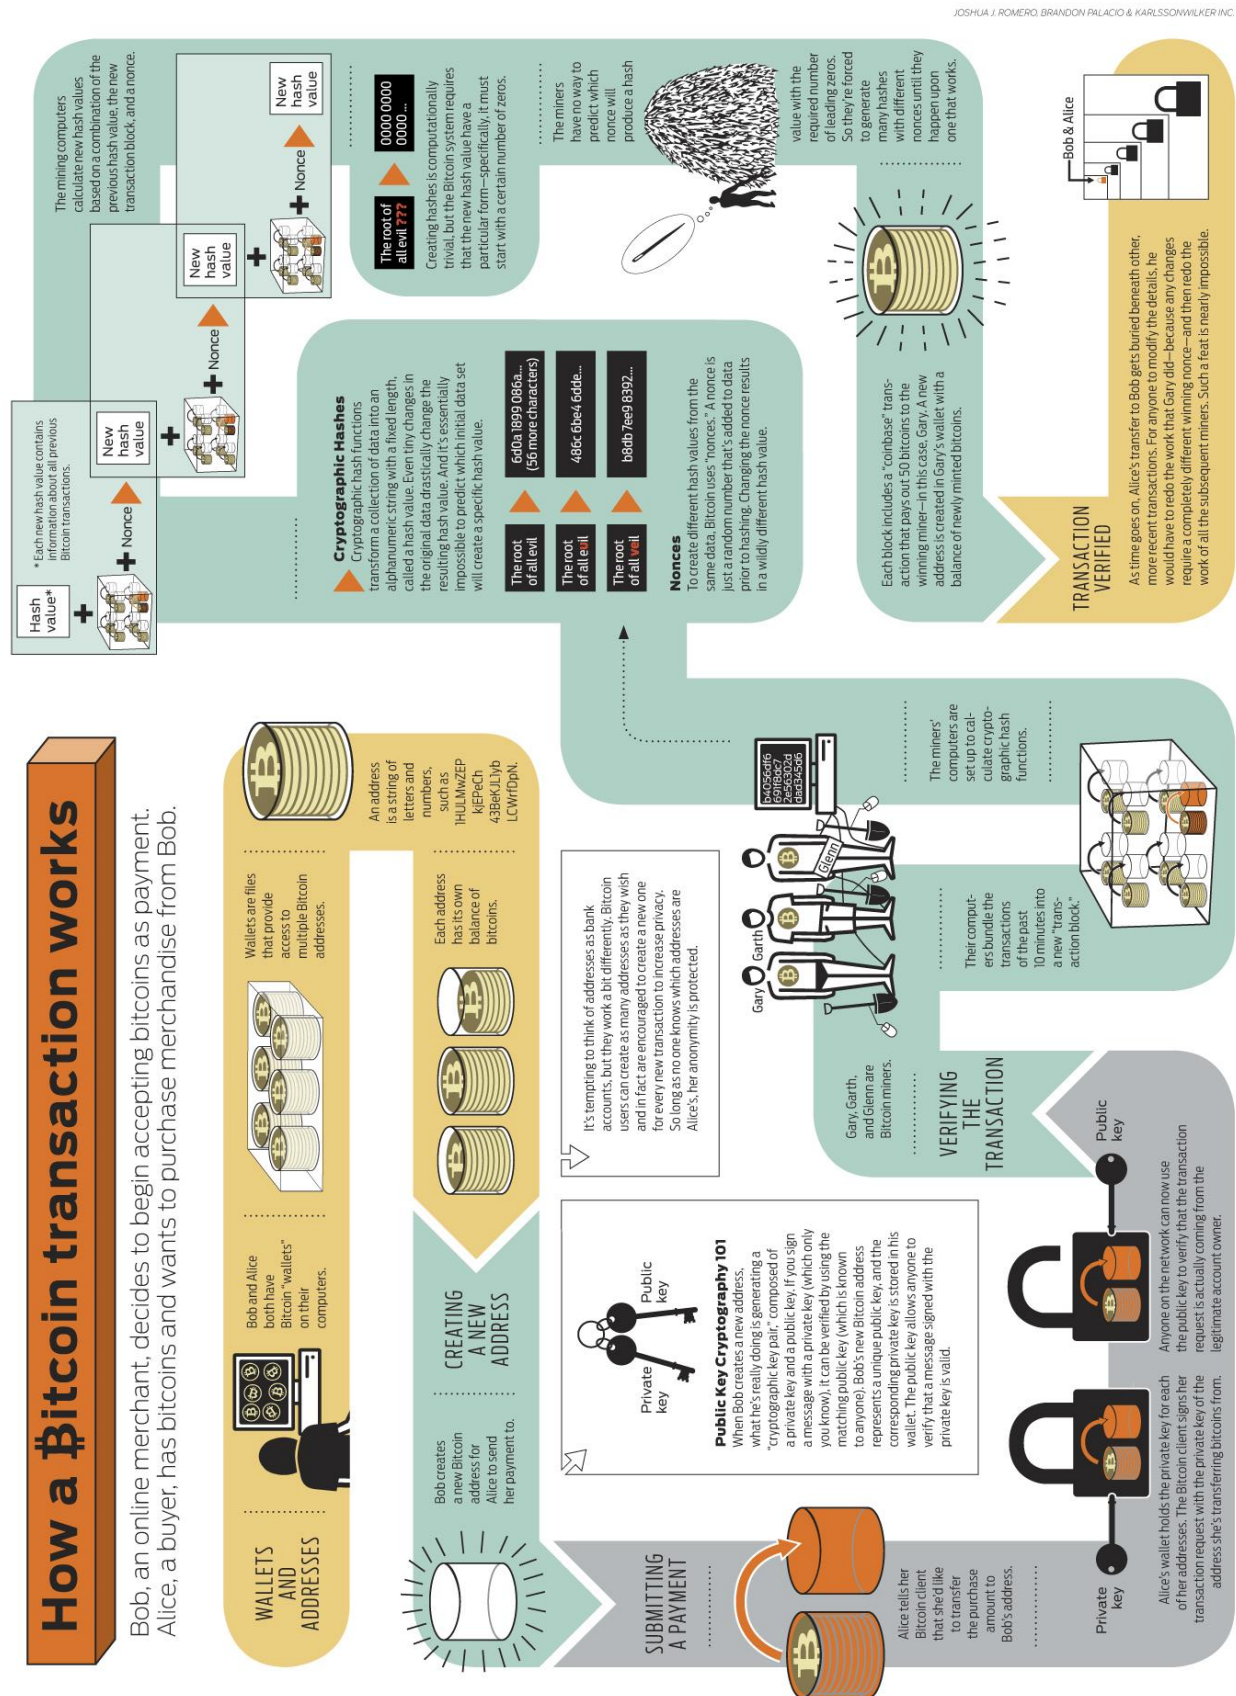 How a Bitcoin transaction works
Bob, an online merchant, decides to begin accepting bitcoins as payment.
Alice, a buyer, has bitcoins and wants to purchase merchandise from Bob.
WALLETS
AND
ADDRESSES
Bob and Alice
both have
Bitcoin “wallets”
on their
computers.
Wallets are files
that provide
access to
multiple Bitcoin
addresses.
An address
is a string of
letters and
numbers,
such as
1HULMwZEP
kjEPeCh
43BeKJL1yb
LCWrfDpN.
Each address
has its own
balance of
bitcoins.
CREATING
A NEW
ADDRESS
Bob creates
a new Bitcoin
address for
Alice to send
her payment to.
It’s tempting to think of addresses as bank
accounts, but they work a bit differently. Bitcoin
users can create as many addresses as they wish
and in fact are encouraged to create a new one
for every new transaction to increase privacy.
So long as no one knows which addresses are
Alice’s, her anonymity is protected.
Private
key
Public
key
Public Key Cryptography 101
When Bob creates a new address,
what he’s really doing is generating a
“cryptographic key pair,” composed of
a private key and a public key. If you sign
a message with a private key (which only
you know), it can be verified by using the
matching public key (which is known
to anyone). Bob’s new Bitcoin address
represents a unique public key, and the
corresponding private key is stored in his
wallet. The public key allows anyone to
verify that a message signed with the
private key is valid.
SUBMITTING
A PAYMENT
Alice tells her
Bitcoin client
that she’d like
to transfer
the purchase
amount to
Bob’s address.
Private
key
Alice’s wallet holds the private key for each
of her addresses. The Bitcoin client signs her
transaction request with the private key of the
address she’s transferring bitcoins from.
Public
key
Anyone on the network can now use
the public key to verify that the transaction
request is actually coming from the
legitimate account owner.
VERIFYING
THE
TRANSACTION
Gary, Garth,
and Glenn are
Bitcoin miners.
Gary
Garth
Glenn
b4056df6
691f8dc7
2e56302d
dad345d6
Their comput-
ers bundle the
transactions
of the past
10 minutes into
a new “trans-
action block.”
The miners’
computers are
set up to cal-
culate crypto-
graphic hash
functions.
Cryptographic Hashes
Cryptographic hash functions
transform a collection of data into an
alphanumeric string with a fixed length,
called a hash value. Even tiny changes in
the original data drastically change the
resulting hash value. And it’s essentially
impossible to predict which initial data set
will create a specific hash value.
The root
of all evil
6d0a 1899 086a...
(56 more characters)
The root
of all euil
486c 6be4 6dde...
The root
of all veil
b8db 7ee9 8392...
Nonces
To create different hash values from the
same data, Bitcoin uses “nonces.” A nonce is
just a random number that’s added to data
prior to hashing. Changing the nonce results
in a wildly different hash value.
Hash
value*
+
+ Nonce
* Each new hash value contains
information about all previous
Bitcoin transactions.
New
hash
value
+
+ Nonce
New
hash
value
+
+ Nonce
New
hash
value
The mining computers
calculate new hash values
based on a combination of the
previous hash value, the new
transaction block, and a nonce.
The root of
all evil ???
0000 0000
0000 ...
Creating hashes is computationally
trivial, but the Bitcoin system requires
that the new hash value have a
particular form—specifically, it must
start with a certain number of zeros.
The miners
have no way to
predict which
nonce will
produce a hash
value with the
required number
of leading zeros.
So they’re forced
to generate
many hashes
with different
nonces until they
happen upon
one that works.
Each block includes a “coinbase” trans-
action that pays out 50 bitcoins to the
winning miner—in this case, Gary. A new
address is created in Gary’s wallet with a
balance of newly minted bitcoins.
TRANSACTION
VERIFIED
As time goes on, Alice’s transfer to Bob gets buried beneath other,
more recent transactions. For anyone to modify the details, he
would have to redo the work that Gary did—because any changes
require a completely different winning nonce—and then redo the
work of all the subsequent miners. Such a feat is nearly impossible.
Bob & Alice
JOSHUA J. ROMERO, BRANDON PALACIO & KARLSSONWILKER INC.